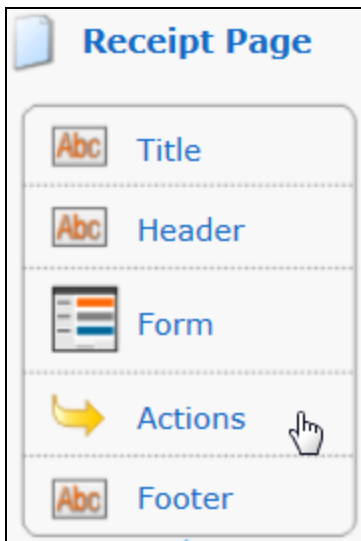 Receipt Page
Abc Title
Abc Header
Form
Actions
Abc Footer